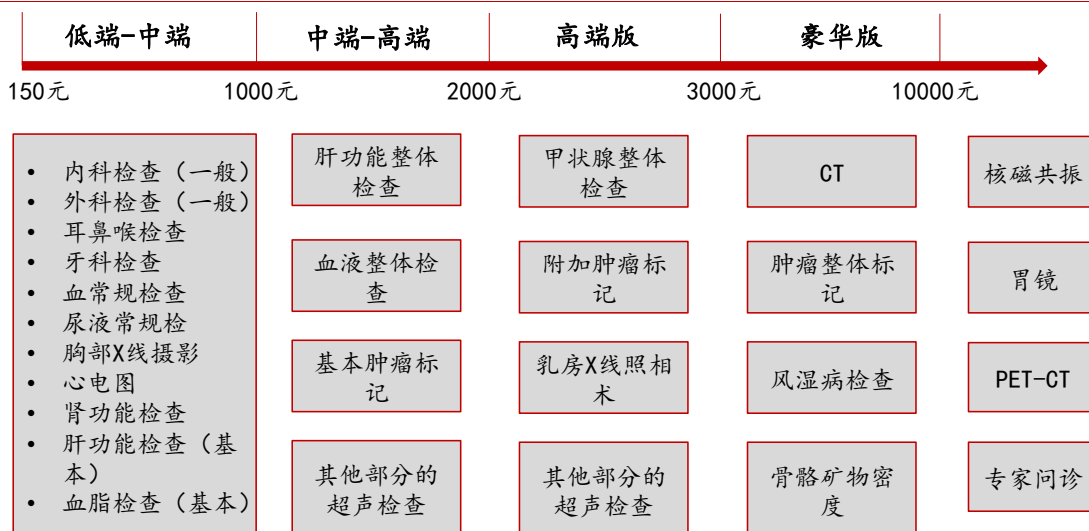 低端-中端
中端-高端
高端版
豪华版
150元
1000元
2000元
3000元
10000元
• 内科检查（一般）
• 外科检查（一般）
• 耳鼻喉检查
• 牙科检查
• 血常规检查
• 尿液常规检
• 胸部X线摄影
• 心电图
• 肾功能检查
• 肝功能检查（基
本）
• 血脂检查（基本）
肝功能整体
检查
血液整体检
查
基本肿瘤标
记
其他部分的
超声检查
甲状腺整体
检查
附加肿瘤标
记
乳房X线照相
术
其他部分的
超声检查
CT
肿瘤整体标
记
风湿病检查
骨骼矿物密
度
核磁共振
胃镜
PET-CT
专家问诊